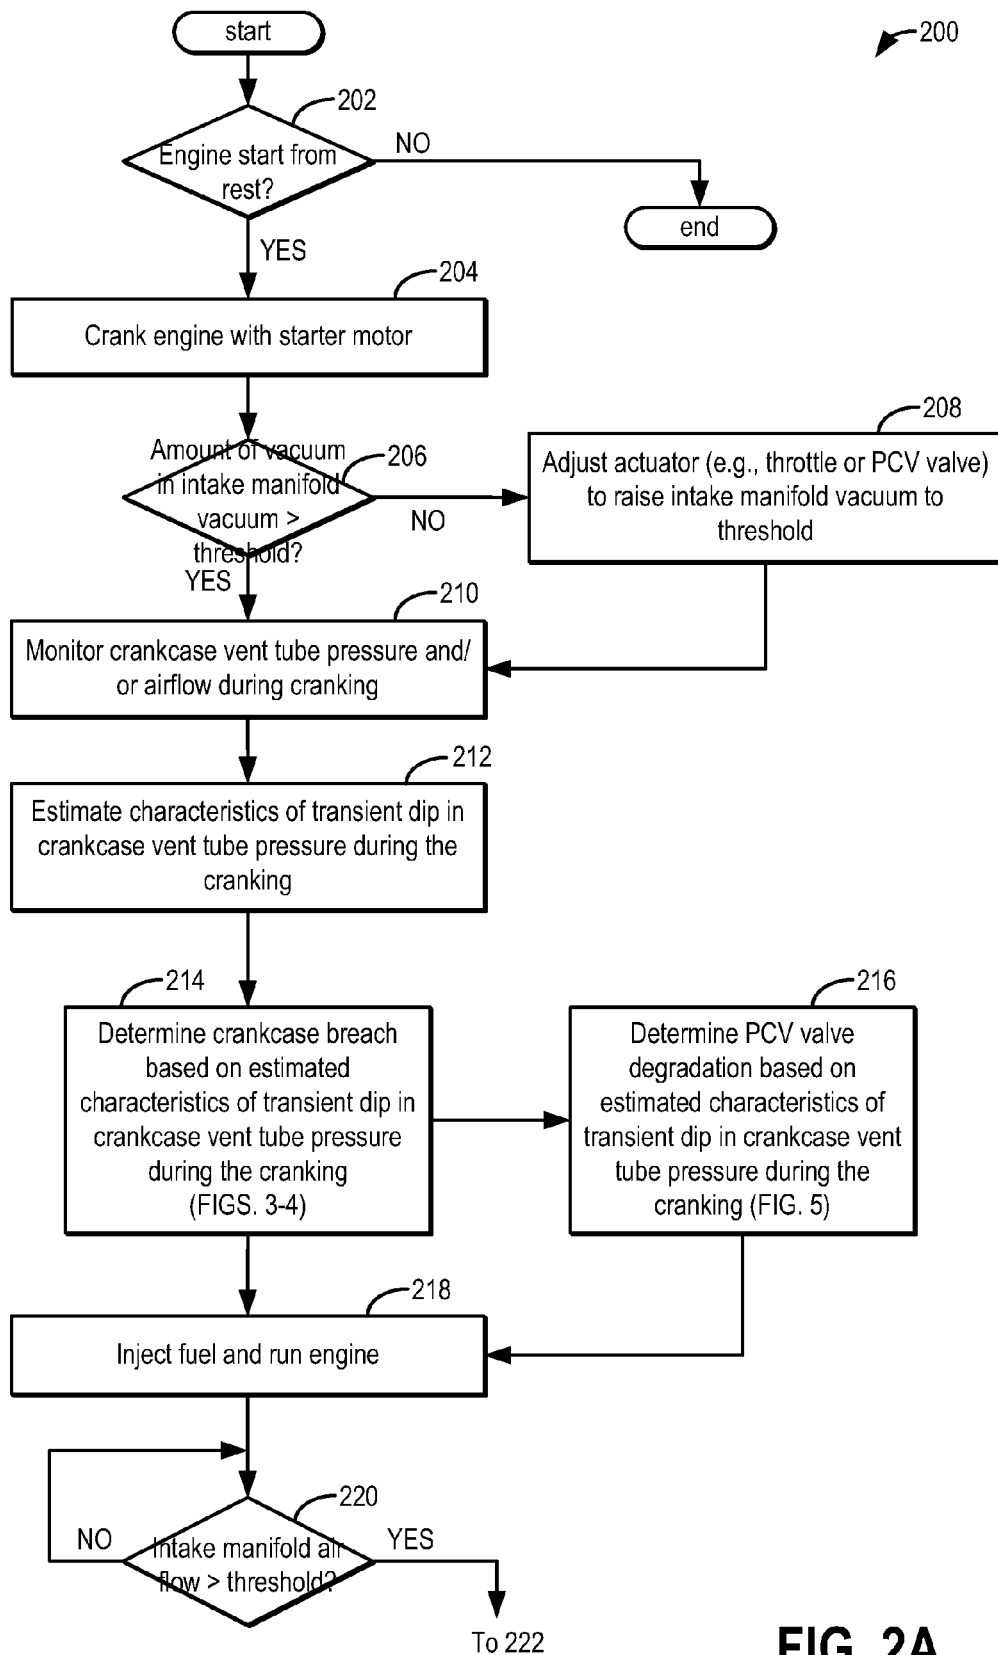 start
200
202
Engine start from
rest?
NO
end
YES
204
Crank engine with starter motor
208
Amount of vacuum
in intake manifold
vacuum >
threshold?
206
NO
Adjust actuator (e.g., throttle or PCV valve)
to raise intake manifold vacuum to
threshold
YES
210
Monitor crankcase vent tube pressure and/
or airflow during cranking
212
Estimate characteristics of transient dip in
crankcase vent tube pressure during the
cranking
214
Determine crankcase breach
based on estimated
characteristics of transient dip in
crankcase vent tube pressure
during the cranking
(FIGS. 3-4)
216
Determine PCV valve
degradation based on
estimated characteristics of
transient dip in crankcase vent
tube pressure during the
cranking (FIG. 5)
218
Inject fuel and run engine
220
NO
Intake manifold air
flow > threshold?
YES
To 222
FIG. 2A